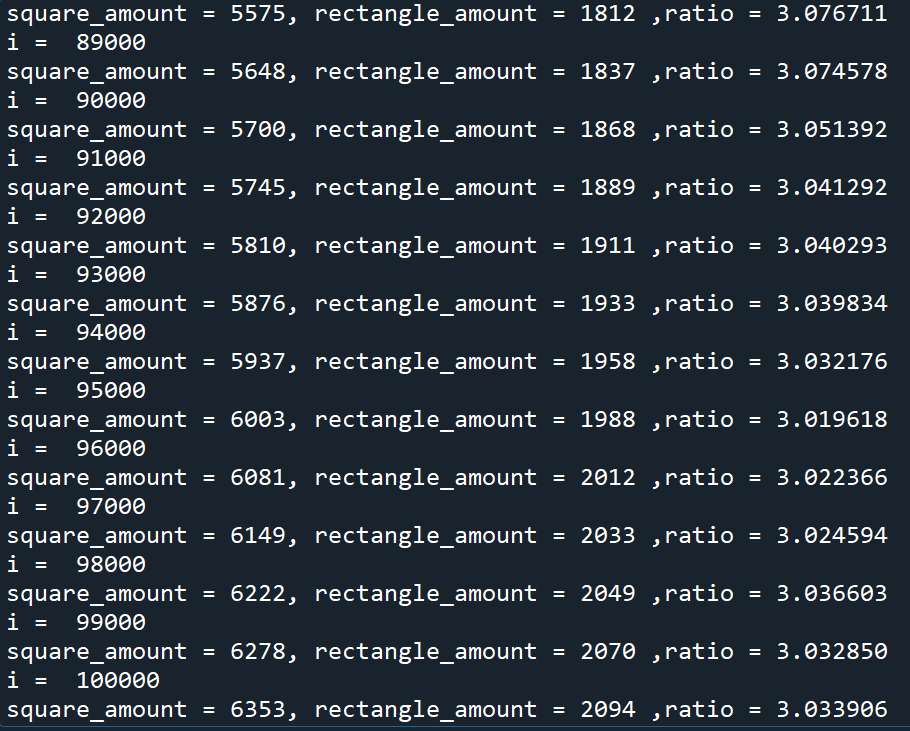 square_amount = 5575, rectangle_amount = 1812 ,ratio = 3.076711
i =  89000
square_amount = 5648, rectangle_amount = 1837 ,ratio = 3.074578
i =  90000
square_amount = 5700, rectangle_amount = 1868 ,ratio = 3.051392
i =  91000
square_amount = 5745, rectangle_amount = 1889 ,ratio = 3.041292
i =  92000
square_amount = 5810, rectangle_amount = 1911 ,ratio = 3.040293
i =  93000
square_amount = 5876, rectangle_amount = 1933 ,ratio = 3.039834
i =  94000
square_amount = 5937, rectangle_amount = 1958 ,ratio = 3.032176
i =  95000
square_amount = 6003, rectangle_amount = 1988 ,ratio = 3.019618
i =  96000
square_amount = 6081, rectangle_amount = 2012 ,ratio = 3.022366
i =  97000
square_amount = 6149, rectangle_amount = 2033 ,ratio = 3.024594
i =  98000
square_amount = 6222, rectangle_amount = 2049 ,ratio = 3.036603
i =  99000
square_amount = 6278, rectangle_amount = 2070 ,ratio = 3.032850
i =  100000
square_amount = 6353, rectangle_amount = 2094 ,ratio = 3.033906